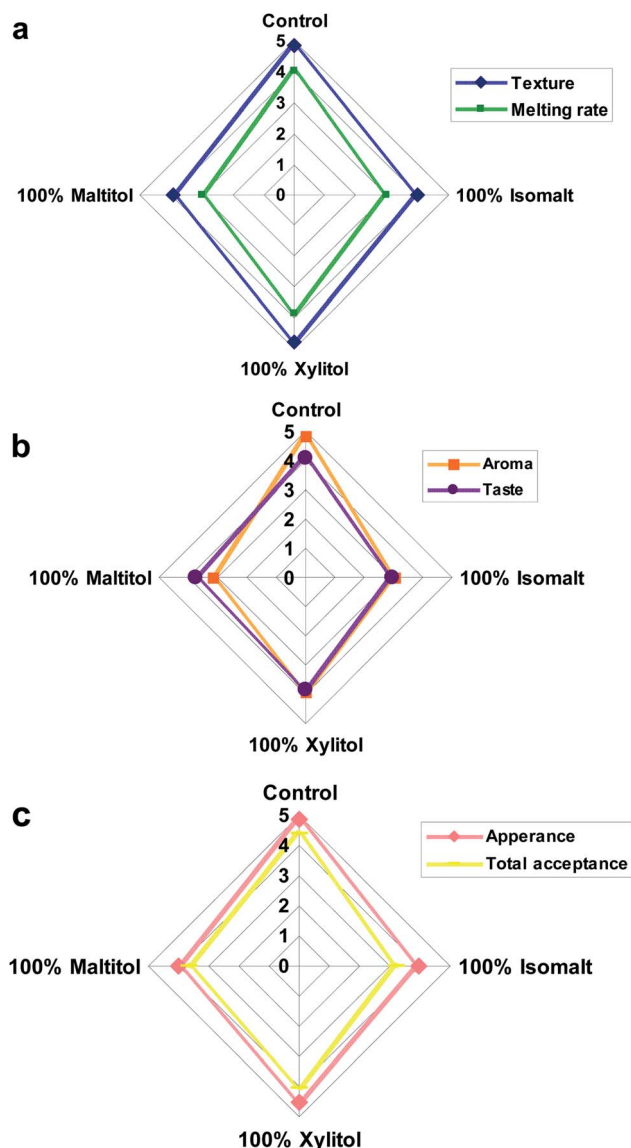 a
Control
5
4
3
2
1
0
Texture
Melting rate
100% Maltitol
100% Isomalt
100% Xylitol
b
Control
5
4
3
2
1
0
Aroma
Taste
100% Maltitol
100% Isomalt
100% Xylitol
c
Control
5
4
3
2
1
0
Apperance
Total acceptance
100% Maltitol
100% Isomalt
100% Xylitol